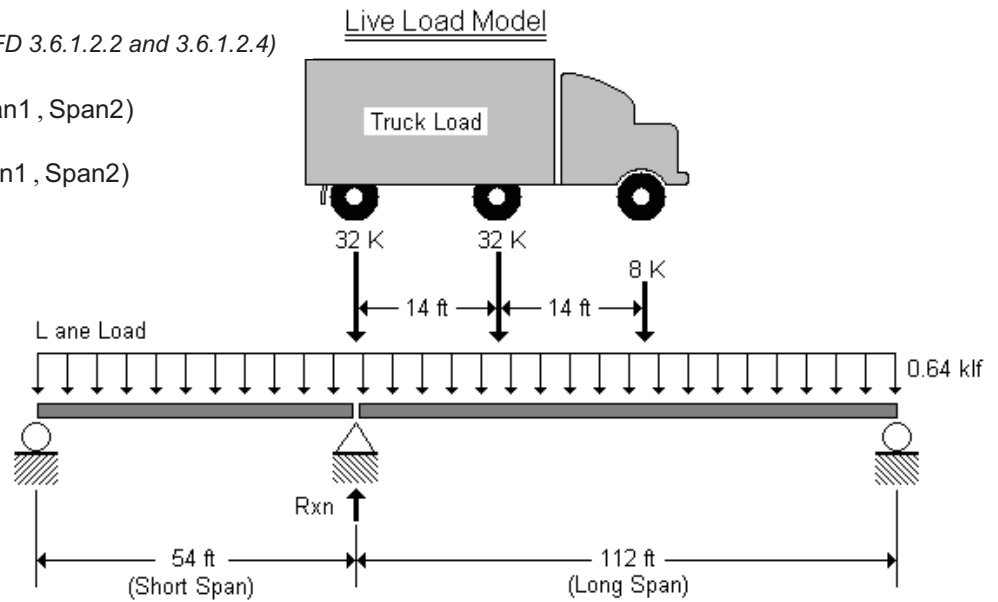 Live Load Model
FD 3.6.1.2.2 and 3.6.1.2.4)
an1 , Span2)
n1 , Span2)
Truck Load
32 K
32 K
8 K
14 ft
14 ft
L ane Load
0.64 klf
Rxn
54 ft
(Short Span)
112 ft
(Long Span)